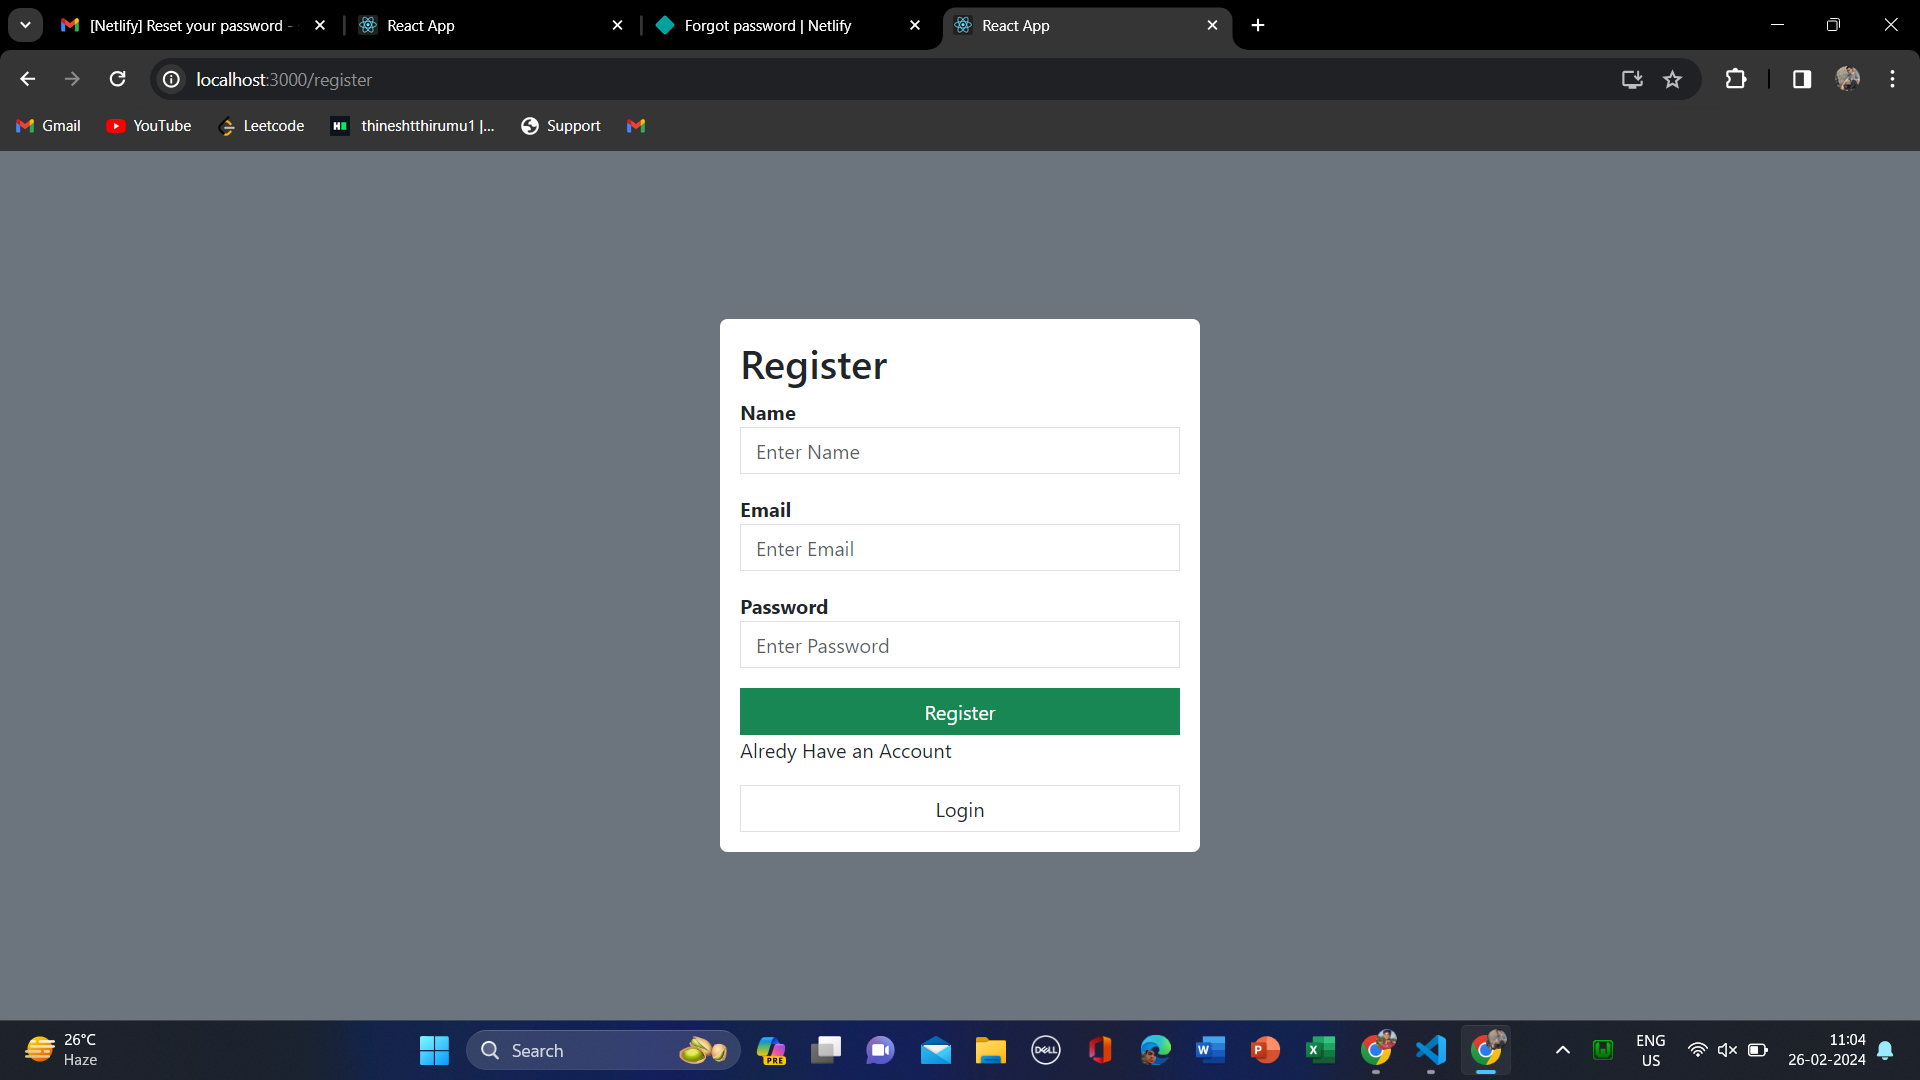 [Netlify] Reset your password -
React App
Forgot password | Netlify
React App
localhost:3000/register
Gmail
YouTube
Leetcode
thineshtthirumu1 |...
Support
Register
Name
Enter Name
Email
Enter Email
Password
Enter Password
Register
Alredy Have an Account
Login
26°C
Haze
Search
PRE
DELL
ENG
US
11:04
26-02-2024